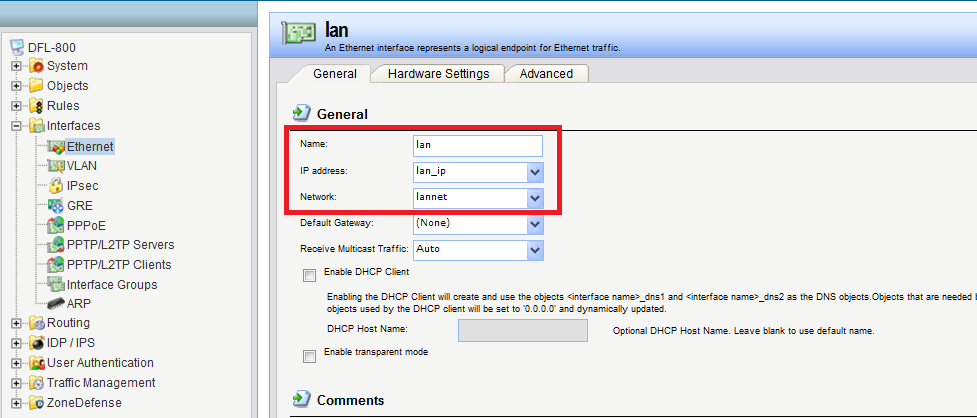 DFL-800
System
Objects
Rules
Interfaces
Ethernet
VLAN
IPsec
GRE
PPPoE
PPTP/L2TP Servers
PPTP/L2TP Clients
Interface Groups
ARP
Routing
IDP / IPS
User Authentication
Traffic Management
ZoneDefense
lan
An Ethernet interface represents a logical endpoint for Ethernet traffic.
General Hardware Settings Advanced
General
Name: lan
IP address: lan_ip
Network: lannet
Default Gateway: (None)
Receive Multicast Traffic: Auto
Enable DHCP Client
Enabling the DHCP Client will create and use the objects <interface name>_dns1 and <interface name>_dns2 as the DNS objects.Objects that are needed b
objects used by the DHCP client will be set to '0.0.0.0' and dynamically updated.
DHCP Host Name: Optional DHCP Host Name. Leave blank to use default name.
Enable transparent mode
Comments